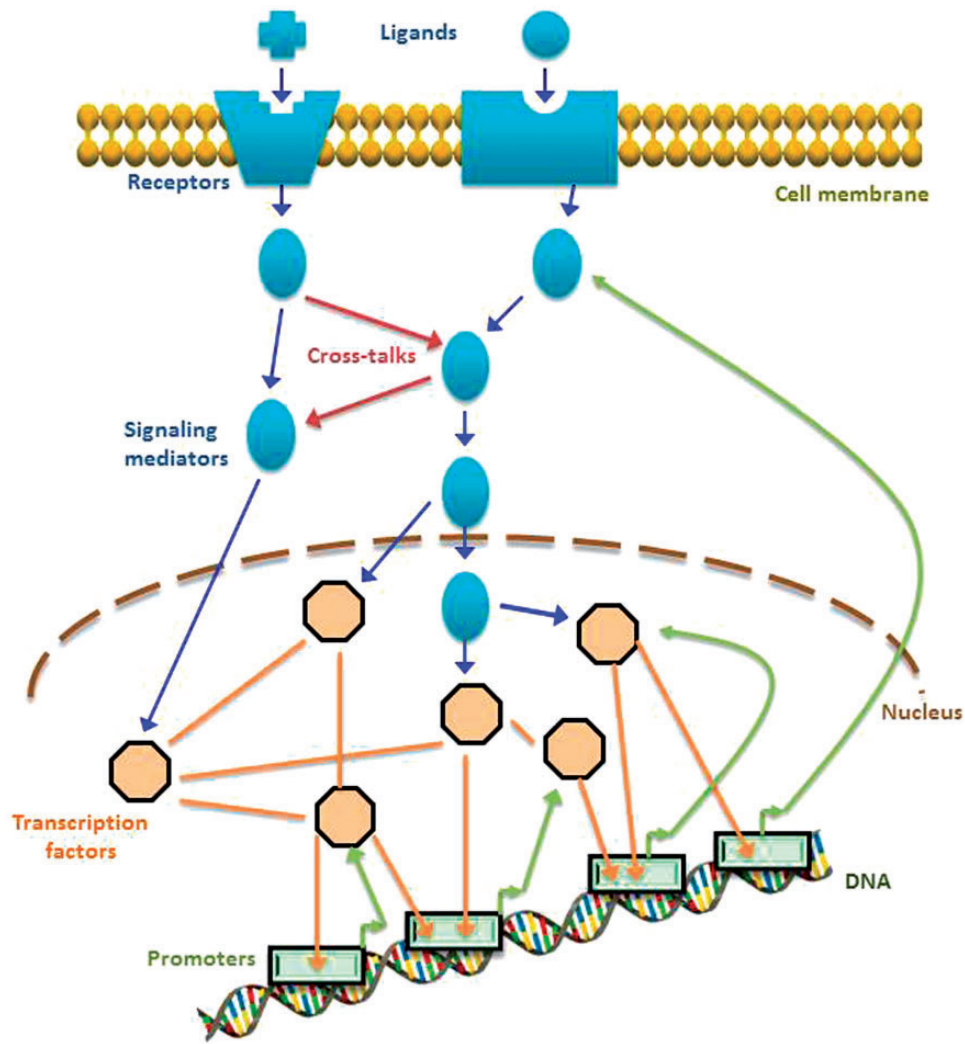 Ligands
Receptors
Cell membrane
Cross-talks
Signaling
mediators
Nucleus
Transcription
factors
DNA
Promoters